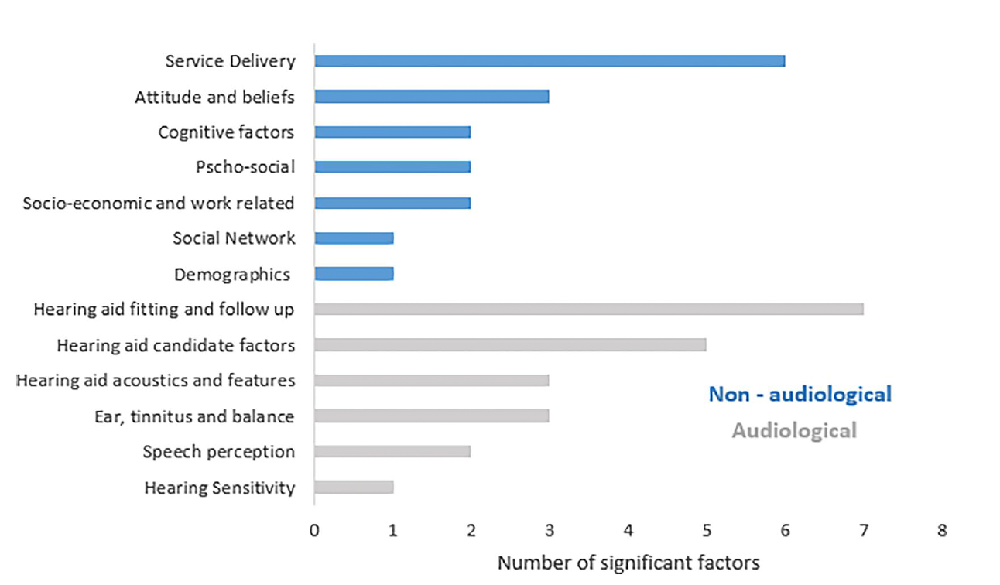 Service Delivery
Attitude and beliefs
Cognitive factors
Pscho-social
Socio-economic and work related
Social Network
Demographics
Hearing aid fitting and follow up
Hearing aid candidate factors
Hearing aid acoustics and features
Ear, tinnitus and balance
Speech perception
Hearing Sensitivity
Non - audiological
Audiological
0 1 2 3 4 5 6 7 8
Number of significant factors